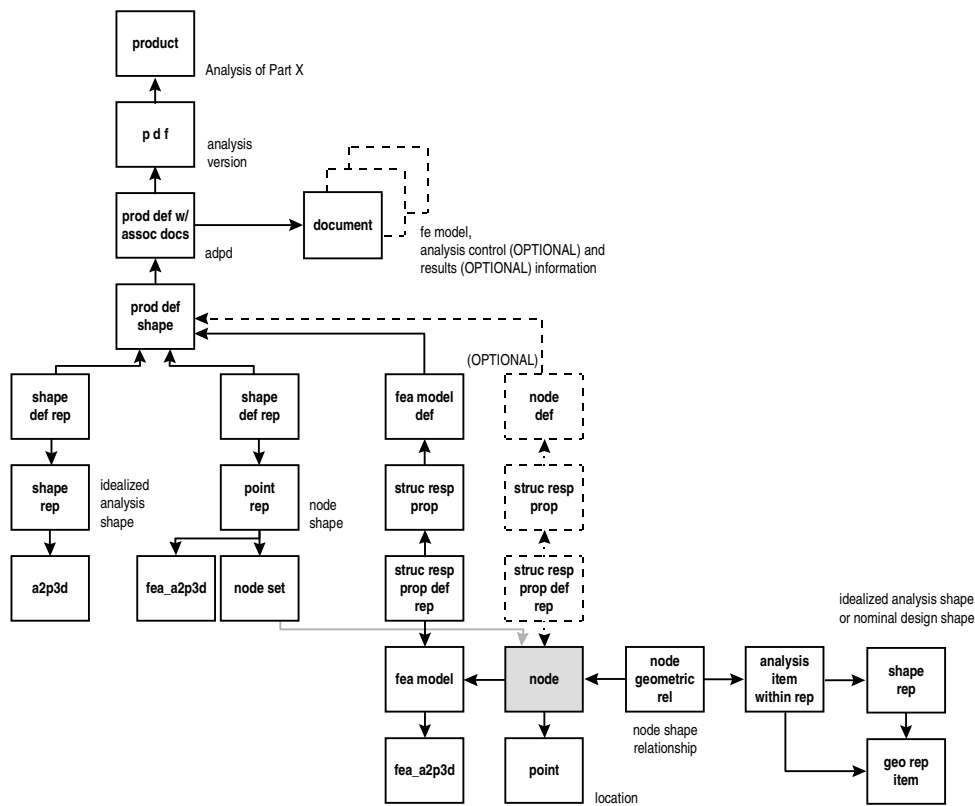 product
Analysis of Part X
p d f
analysis
version
prod def w/
assoc docs
adpd
document
fe model,
analysis control (OPTIONAL) and
results (OPTIONAL) information
prod def
shape
(OPTIONAL)
shape
def rep
shape
def rep
fea model
def
node
def
shape
rep
idealized
analysis
shape
point
rep
node
shape
struc resp
prop
struc resp
prop
a2p3d
fea_a2p3d
node set
struc resp
prop def
rep
struc resp
prop def
rep
idealized analysis shape
or nominal design shape
fea model
node
node
geometric
rel
analysis
item
within rep
shape
rep
node shape
relationship
fea_a2p3d
point
location
geo rep
item